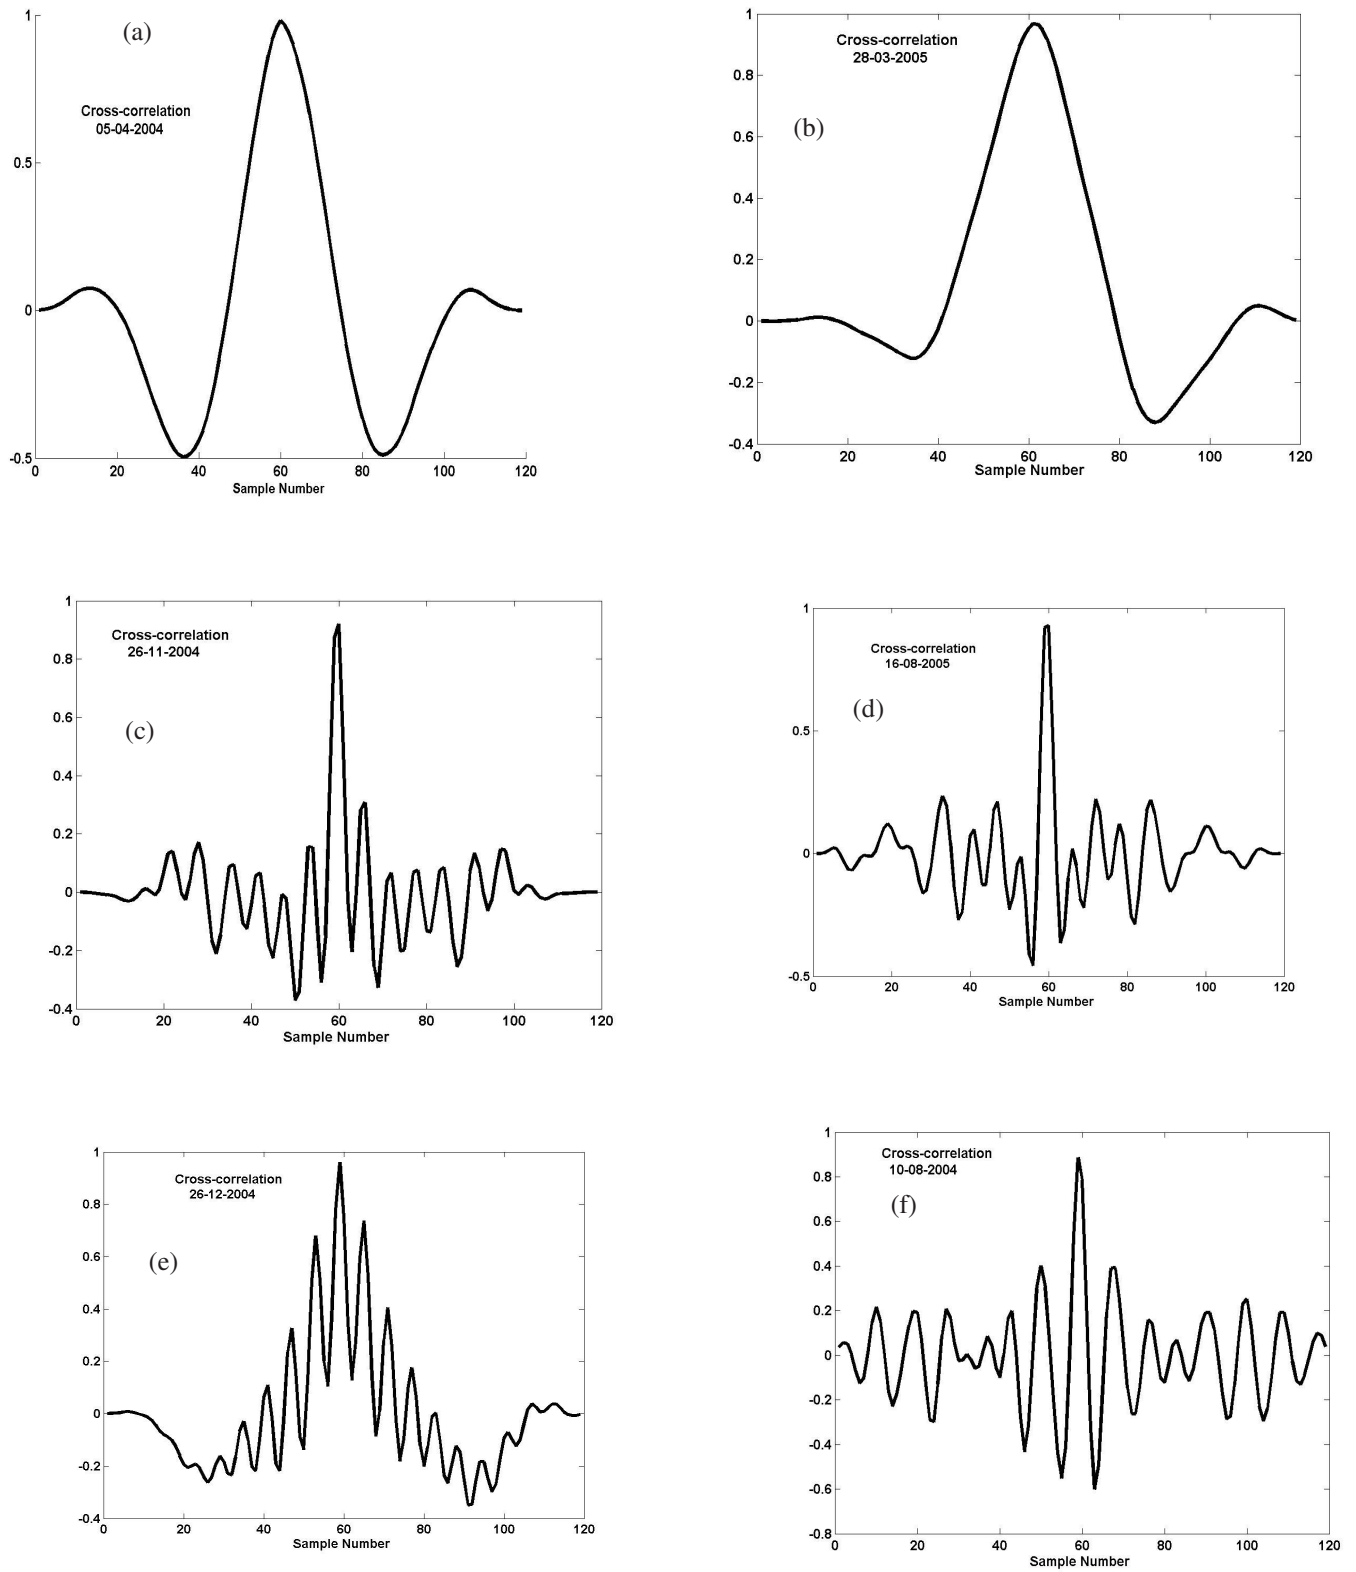 (a)
Cross-correlation
05-04-2004
1
0.5
0
-0.5
0 20 40 60 80 100 120
Sample Number
(b)
Cross-correlation
28-03-2005
1
0.8
0.6
0.4
0.2
0
-0.2
-0.4
0 20 40 60 80 100 120
Sample Number
(c)
Cross-correlation
26-11-2004
1
0.8
0.6
0.4
0.2
0
-0.2
-0.4
0 20 40 60 80 100 120
Sample Number
(d)
Cross-correlation
16-08-2005
1
0.5
0
-0.5
0 20 40 60 80 100 120
Sample Number
(e)
Cross-correlation
26-12-2004
1
0.8
0.6
0.4
0.2
0
-0.2
-0.4
0 20 40 60 80 100 120
Sample Number
(f)
Cross-correlation
10-08-2004
1
0.8
0.6
0.4
0.2
0
-0.2
-0.4
-0.6
-0.8
0 20 40 60 80 100 120
Sample Number